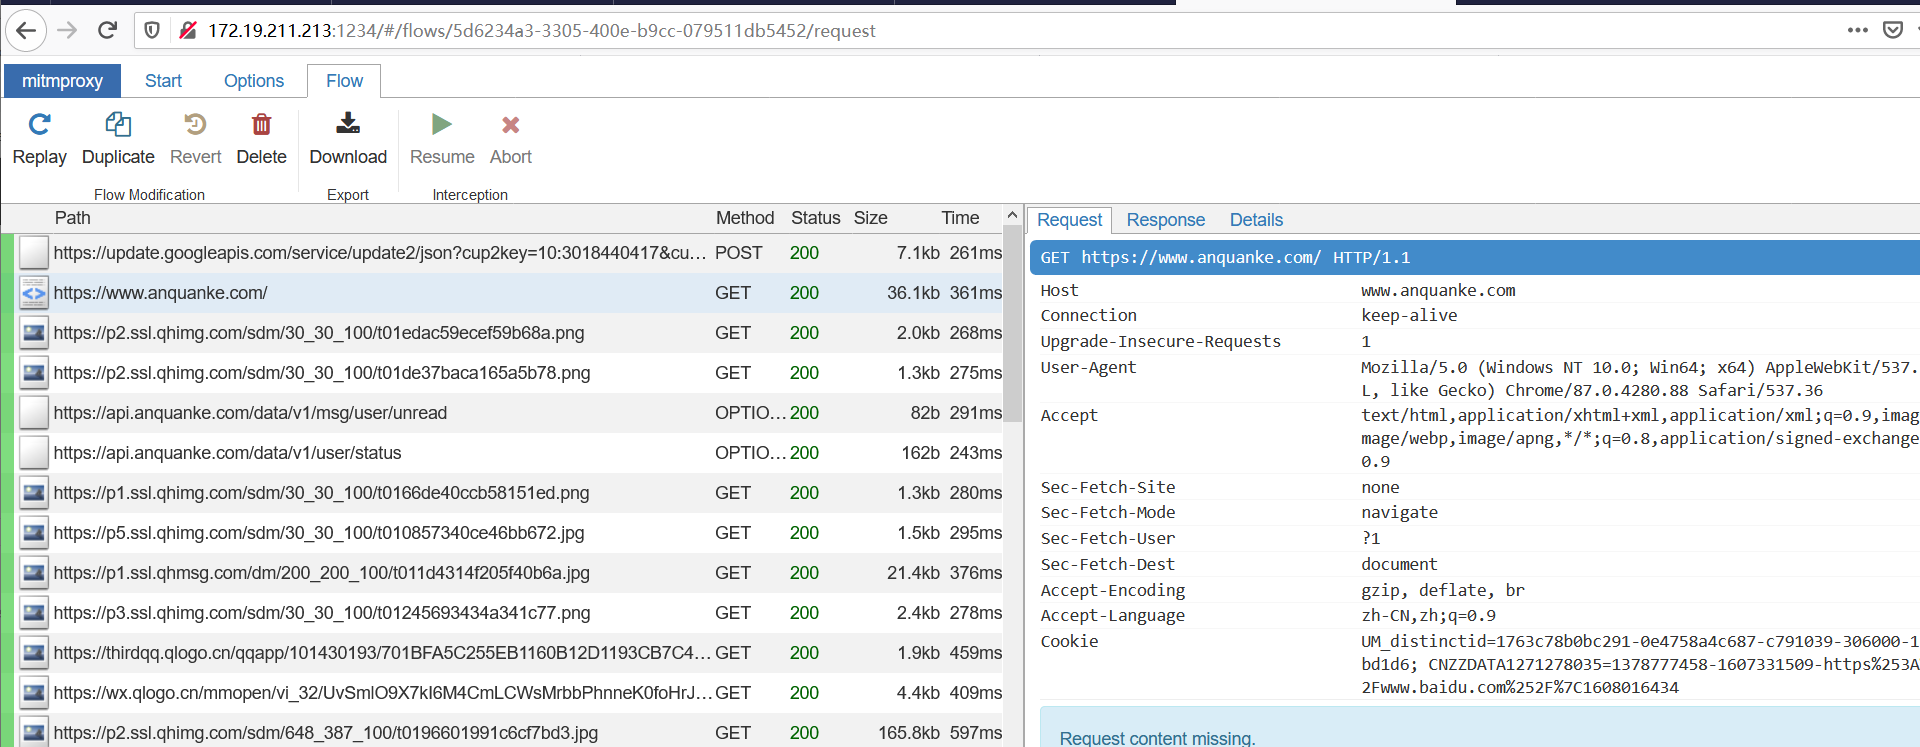 172.19.211.213:1234/#/flows/5d6234a3-3305-400e-b9cc-079511db5452/request
mitmproxy Start Options Flow
Replay Duplicate Revert Delete Download Resume Abort
Flow Modification Export Interception
Path Method Status Size Time
https://update.googleapis.com/service/update2/json?cup2key=10:3018440417&cu... POST 200 7.1kb 261ms
https://www.anquanke.com/ GET 200 36.1kb 361ms
https://p2.ssl.qhimg.com/sdm/30_30_100/t01edac59ecef59b68a.png GET 200 2.0kb 268ms
https://p2.ssl.qhimg.com/sdm/30_30_100/t01de37baca165a5b78.png GET 200 1.3kb 275ms
https://api.anquanke.com/data/v1/msg/user/unread OPTIO... 200 82b 291ms
https://api.anquanke.com/data/v1/user/status OPTIO... 200 162b 243ms
https://p1.ssl.qhimg.com/sdm/30_30_100/t0166de40ccb58151ed.png GET 200 1.3kb 280ms
https://p5.ssl.qhimg.com/sdm/30_30_100/t010857340ce46bb672.jpg GET 200 1.5kb 295ms
https://p1.ssl.qhmsg.com/dm/200_200_100/t011d4314f205f40b6a.jpg GET 200 21.4kb 376ms
https://p3.ssl.qhimg.com/sdm/30_30_100/t01245693434a341c77.png GET 200 2.4kb 278ms
https://thirdqq.qlogo.cn/qqapp/101430193/701BFA5C255EB1160B12D1193CB7C4... GET 200 1.9kb 459ms
https://wx.qlogo.cn/mmopen/vi_32/UvSmlO9X7kI6M4CmLCWsMrbbPhnneK0foHrJ... GET 200 4.4kb 409ms
https://p2.ssl.qhimg.com/sdm/648_387_100/t0196601991c6cf7bd3.jpg GET 200 165.8kb 597ms
Request Response Details
GET https://www.anquanke.com/ HTTP/1.1
Host www.anquanke.com
Connection keep-alive
Upgrade-Insecure-Requests 1
User-Agent Mozilla/5.0 (Windows NT 10.0; Win64; x64) AppleWebKit/537.
L, like Gecko) Chrome/87.0.4280.88 Safari/537.36
Accept text/html,application/xhtml+xml,application/xml;q=0.9,imag
mage/webp,image/apng,*/*;q=0.8,application/signed-exchange
0.9
Sec-Fetch-Site none
Sec-Fetch-Mode navigate
Sec-Fetch-User ?1
Sec-Fetch-Dest document
Accept-Encoding gzip, deflate, br
Accept-Language zh-CN,zh;q=0.9
Cookie UM_distinctid=1763c78b0bc291-0e4758a4c687-c791039-306000-1
bd1d6; CNZZDATA1271278035=1378777458-1607331509-https%253A
2Fwww.baidu.com%252F%7C1608016434
Request content missing.